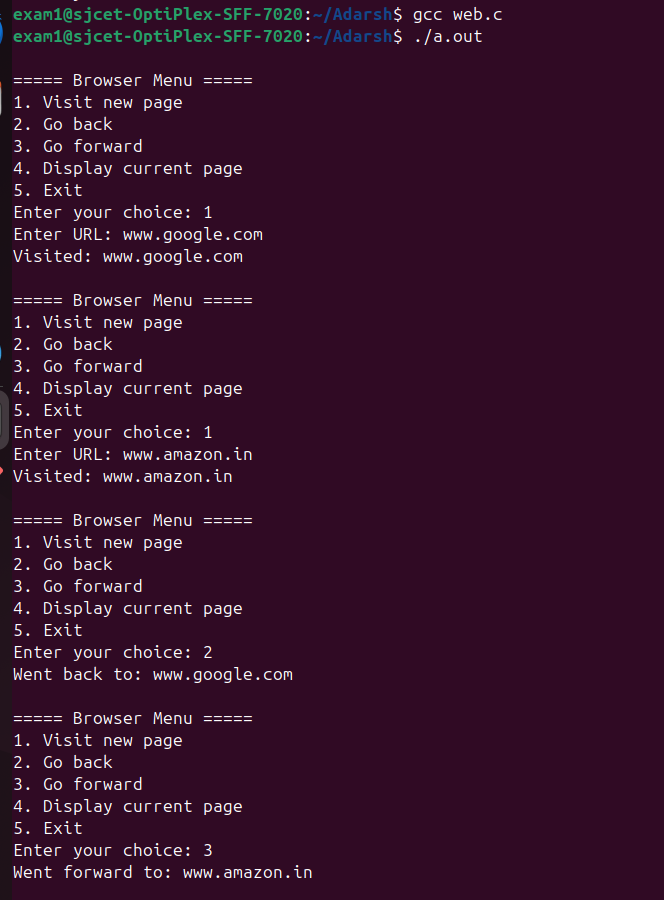 exam1@sjcet-OptiPlex-SFF-7020:~/Adarsh$ gcc web.c
exam1@sjcet-OptiPlex-SFF-7020:~/Adarsh$ ./a.out
===== Browser Menu =====
1. Visit new page
2. Go back
3. Go forward
4. Display current page
5. Exit
Enter your choice: 1
Enter URL: www.google.com
Visited: www.google.com
===== Browser Menu =====
1. Visit new page
2. Go back
3. Go forward
4. Display current page
5. Exit
Enter your choice: 1
Enter URL: www.amazon.in
Visited: www.amazon.in
===== Browser Menu =====
1. Visit new page
2. Go back
3. Go forward
4. Display current page
5. Exit
Enter your choice: 2
Went back to: www.google.com
===== Browser Menu =====
1. Visit new page
2. Go back
3. Go forward
4. Display current page
5. Exit
Enter your choice: 3
Went forward to: www.amazon.in